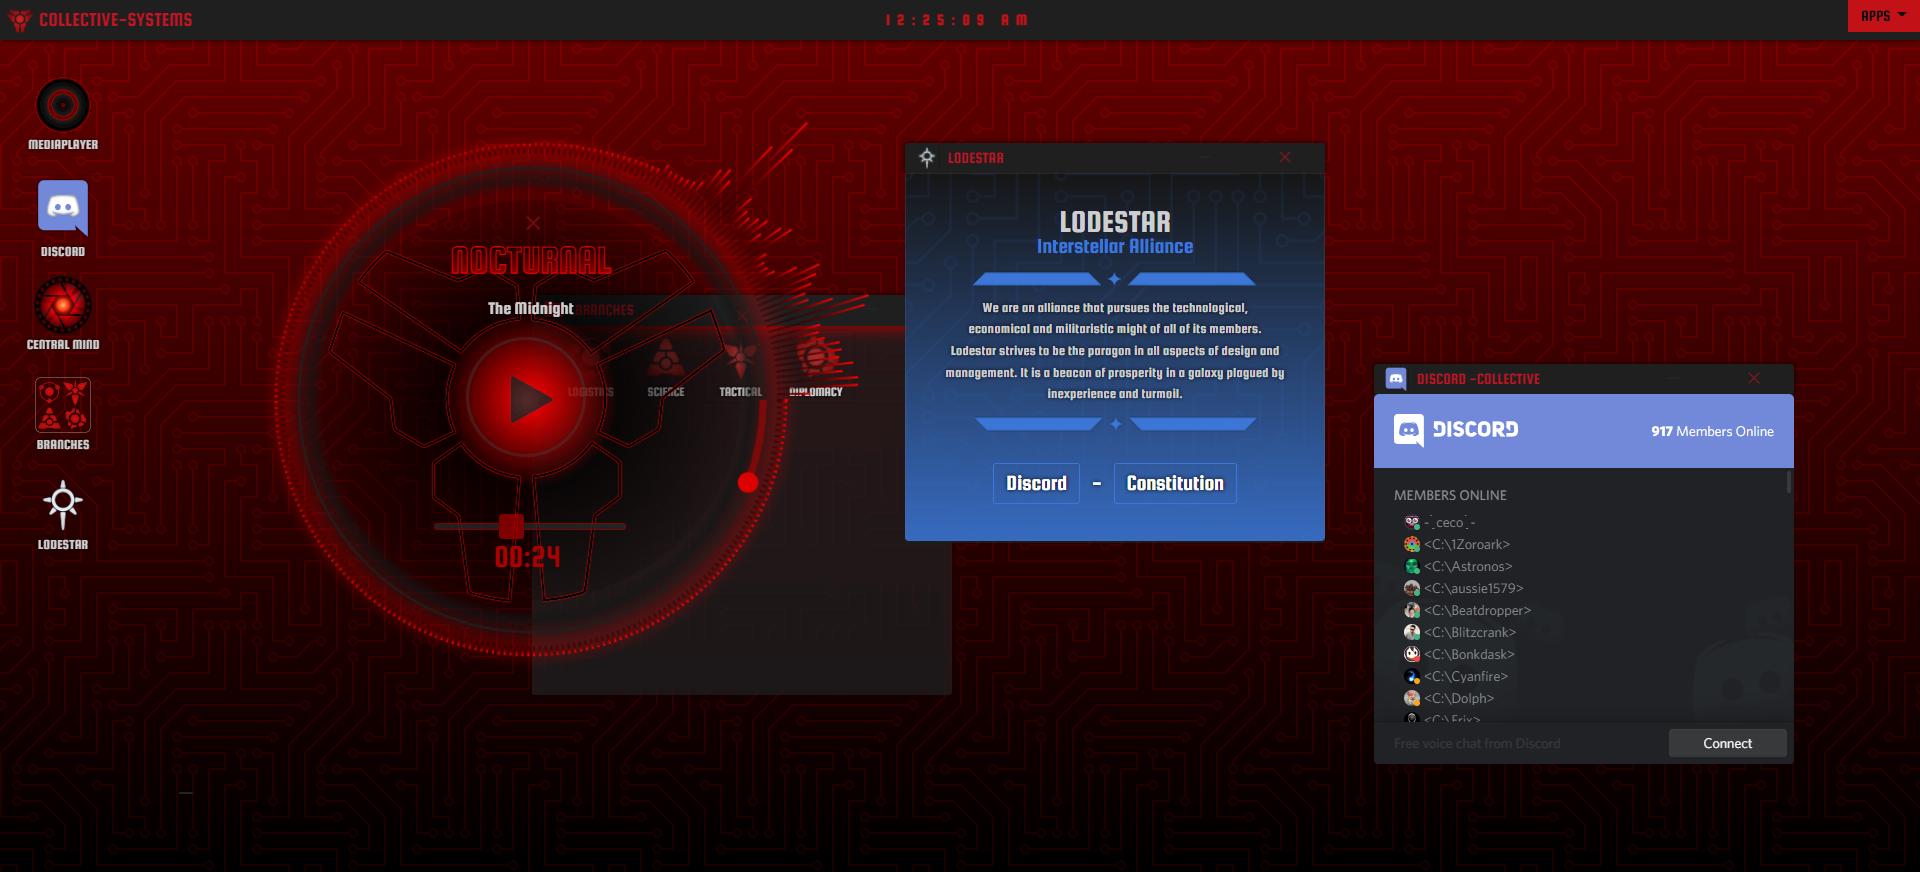 COLLECTIVE-SYSTEMS
12:25:09 AM
APPS
MEDIAPLAYER
DISCORD
CENTRAL MIND
BRANCHES
LODESTAR
NOCTURNAL
The Midnight
00:24
BRANCHES
LOGISTICS
SCIENCE
TACTICAL
DIPLOMACY
LODESTAR
LODESTAR
Interstellar Alliance
We are an alliance that pursues the technological,
economical and militaristic might of all of its members.
Lodestar strives to be the paragon in all aspects of design and
management. It is a beacon of prosperity in a galaxy plagued by
inexperience and turmoil.
Discord - Constitution
DISCORD -COLLECTIVE
DISCORD
917 Members Online
MEMBERS ONLINE
-ˍceco˺-
<C:\1Zoroark>
<C:\Astronos>
<C:\aussie1579>
<C:\Beatdropper>
<C:\Blitzcrank>
<C:\Bonkdask>
<C:\Cyanfire>
<C:\Dolph>
<C:\Frix>
Free voice chat from Discord
Connect